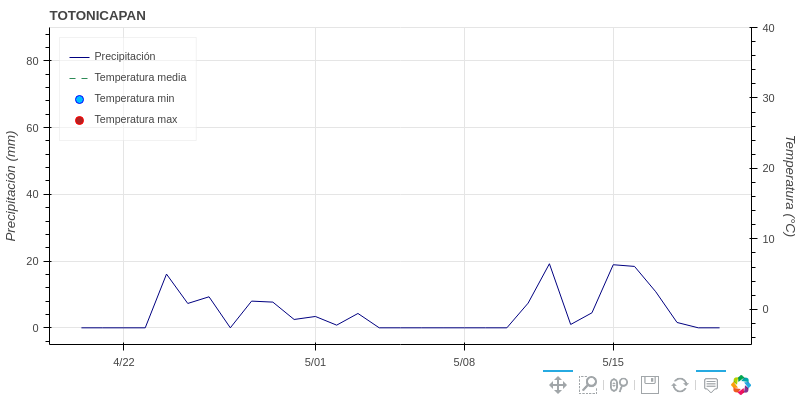 TOTONICAPAN
Precipitación
Temperatura media
Temperatura min
Temperatura max
Precipitación (mm)
80
60
40
20
0
Temperatura (°C)
40
30
20
10
0
4/22
5/01
5/08
5/15